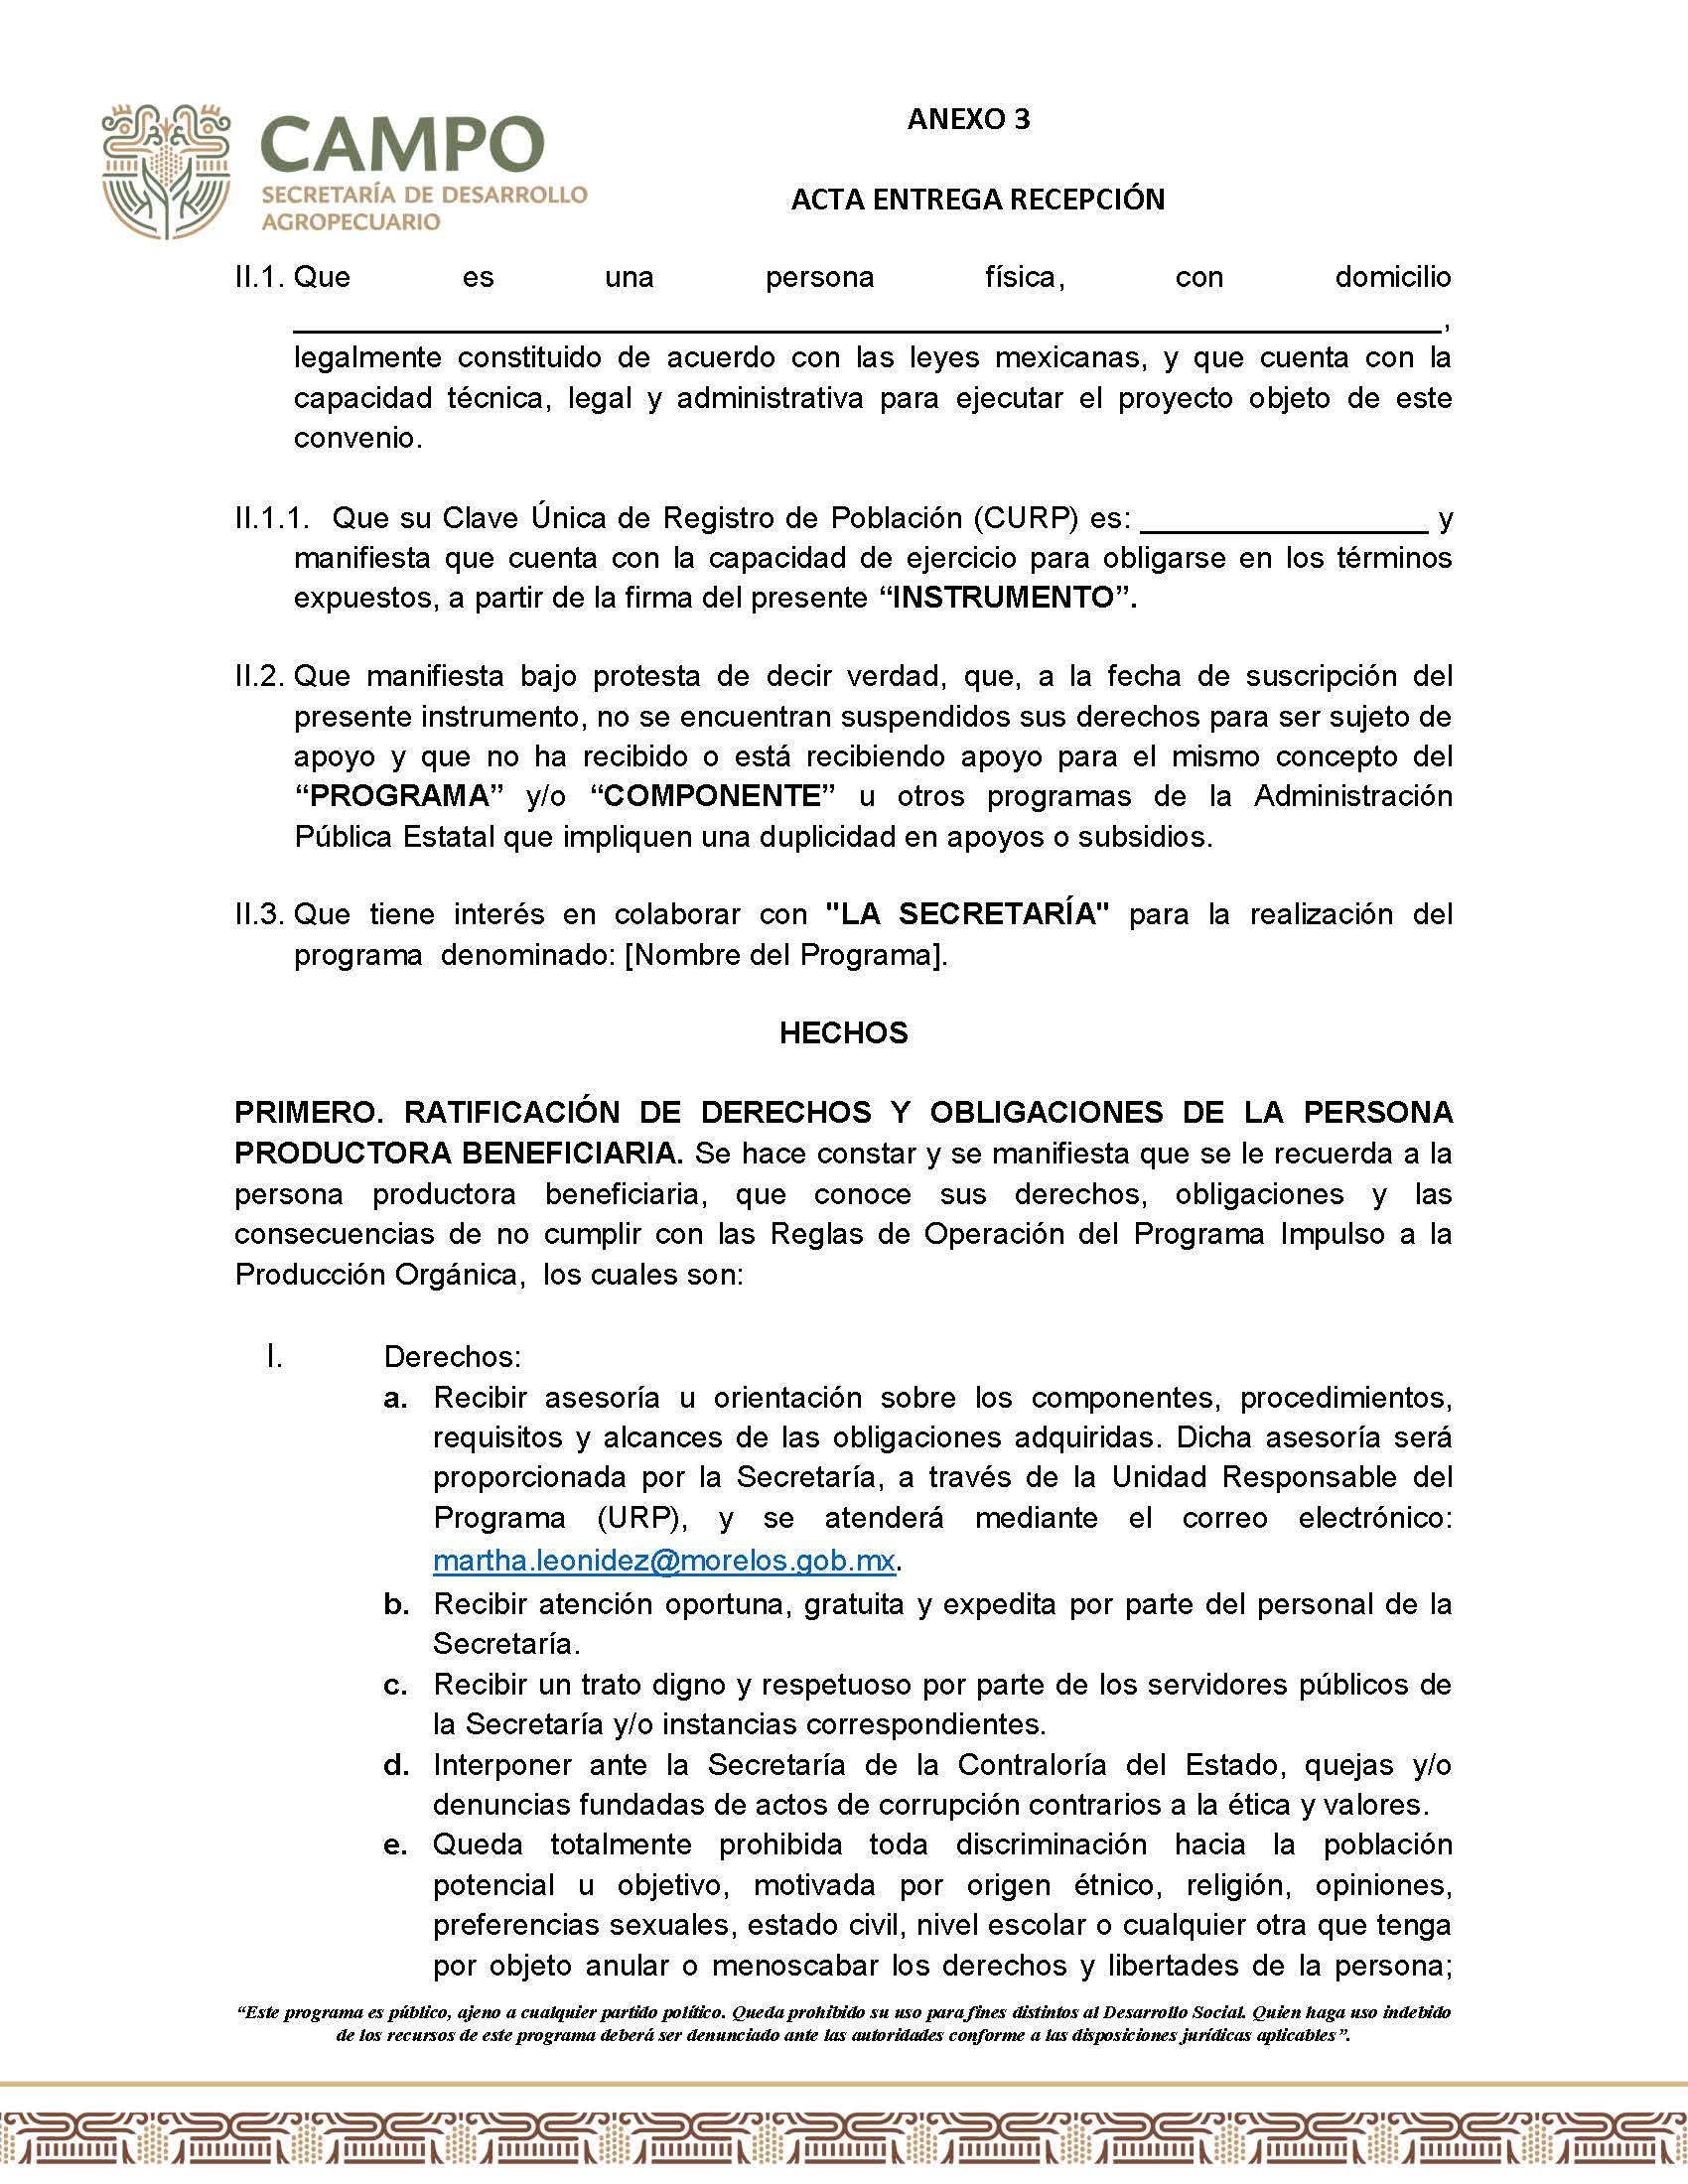 CAMPO
SECRETARÍA DE DESARROLLO
AGROPECUARIO
ANEXO 3
ACTA ENTREGA RECEPCIÓN
II.1. Que es una persona física, con domicilio
______________________________________________________________________,
legalmente constituido de acuerdo con las leyes mexicanas, y que cuenta con la
capacidad técnica, legal y administrativa para ejecutar el proyecto objeto de este
convenio.
II.1.1. Que su Clave Única de Registro de Población (CURP) es: _________________ y
manifiesta que cuenta con la capacidad de ejercicio para obligarse en los términos
expuestos, a partir de la firma del presente “INSTRUMENTO”.
II.2. Que manifiesta bajo protesta de decir verdad, que, a la fecha de suscripción del
presente instrumento, no se encuentran suspendidos sus derechos para ser sujeto de
apoyo y que no ha recibido o está recibiendo apoyo para el mismo concepto del
“PROGRAMA” y/o “COMPONENTE” u otros programas de la Administración
Pública Estatal que impliquen una duplicidad en apoyos o subsidios.
II.3. Que tiene interés en colaborar con "LA SECRETARÍA" para la realización del
programa denominado: [Nombre del Programa].
HECHOS
PRIMERO. RATIFICACIÓN DE DERECHOS Y OBLIGACIONES DE LA PERSONA
PRODUCTORA BENEFICIARIA. Se hace constar y se manifiesta que se le recuerda a la
persona productora beneficiaria, que conoce sus derechos, obligaciones y las
consecuencias de no cumplir con las Reglas de Operación del Programa Impulso a la
Producción Orgánica, los cuales son:
I. Derechos:
a. Recibir asesoría u orientación sobre los componentes, procedimientos,
requisitos y alcances de las obligaciones adquiridas. Dicha asesoría será
proporcionada por la Secretaría, a través de la Unidad Responsable del
Programa (URP), y se atenderá mediante el correo electrónico:
martha.leonidez@morelos.gob.mx.
b. Recibir atención oportuna, gratuita y expedita por parte del personal de la
Secretaría.
c. Recibir un trato digno y respetuoso por parte de los servidores públicos de
la Secretaría y/o instancias correspondientes.
d. Interponer ante la Secretaría de la Contraloría del Estado, quejas y/o
denuncias fundadas de actos de corrupción contrarios a la ética y valores.
e. Queda totalmente prohibida toda discriminación hacia la población
potencial u objetivo, motivada por origen étnico, religión, opiniones,
preferencias sexuales, estado civil, nivel escolar o cualquier otra que tenga
por objeto anular o menoscabar los derechos y libertades de la persona;
“Este programa es público, ajeno a cualquier partido político. Queda prohibido su uso para fines distintos al Desarrollo Social. Quien haga uso indebido
de los recursos de este programa deberá ser denunciado ante las autoridades conforme a las disposiciones jurídicas aplicables”.